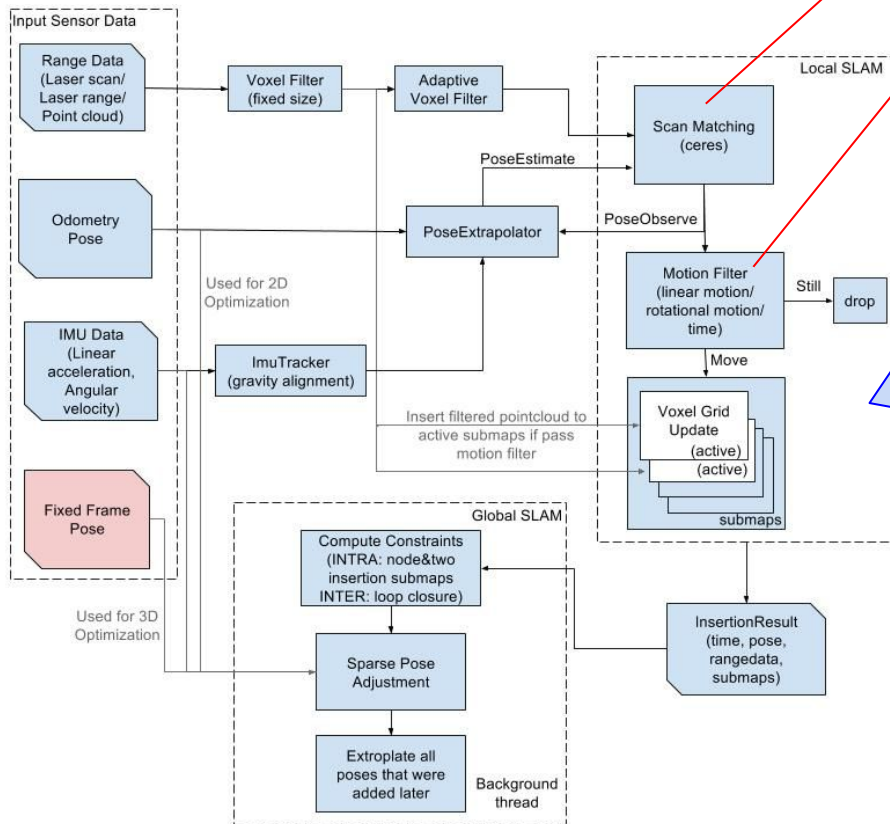 Input Sensor Data
Range Data
(Laser scan/
Laser range/
Point cloud)
Voxel Filter
(fixed size)
Adaptive
Voxel Filter
Local SLAM
Scan Matching
(ceres)
PoseEstimate
Odometry
Pose
PoseExtrapolator
PoseObserve
Used for 2D
Optimization
Motion Filter
(linear motion/
rotational motion/
time)
Still
drop
IMU Data
(Linear
acceleration,
Angular
velocity)
ImuTracker
(gravity alignment)
Move
Insert filtered pointcloud to
active submaps if pass
motion filter
Voxel Grid
Update
(active)
(active)
submaps
Fixed Frame
Pose
Global SLAM
Compute Constraints
(INTRA: node&two
insertion submaps
INTER: loop closure)
Used for 3D
Optimization
InsertionResult
(time, pose,
rangedata,
submaps)
Sparse Pose
Adjustment
Extroplate all
poses that were
added later
Background
thread